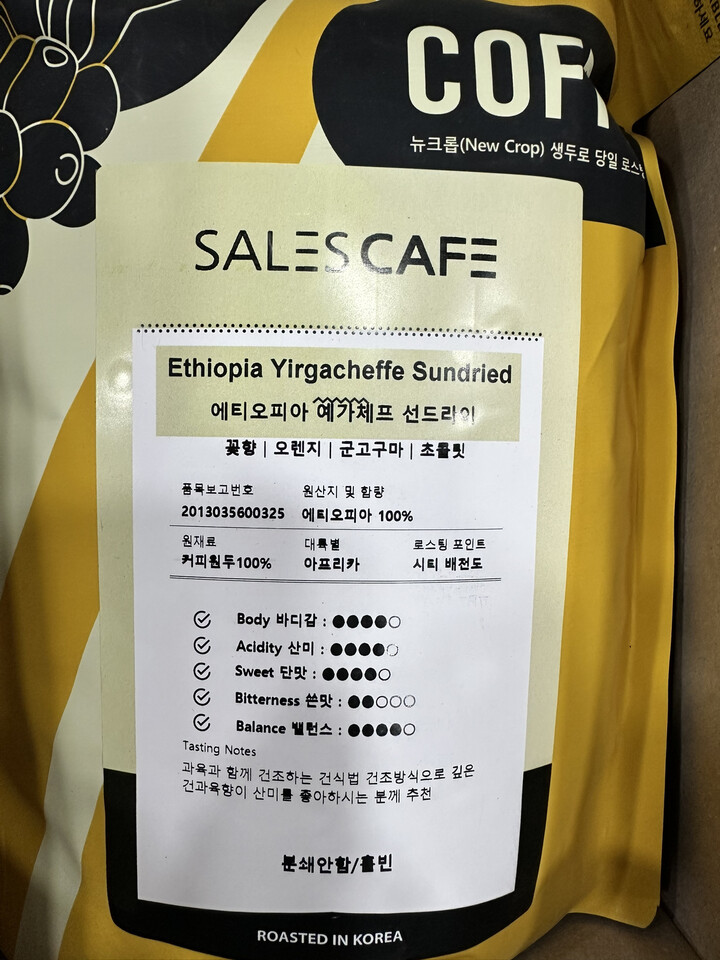 COF
뉴크롭(New Crop) 생두로 당일 로스팅
SALES CAFE
Ethiopia Yirgacheffe Sundried
에티오피아 예가체프 선드라이
꽃향 | 오렌지 | 군고구마 | 초콜릿
품목보고번호 원산지 및 함량
2013035600325 에티오피아 100%
원재료 대륙별 로스팅 포인트
커피원두100% 아프리카 시티 배전도
Body 바디감 : ●●●●○
Acidity 산미 : ●●●●○
Sweet 단맛 : ●●●●○
Bitterness 쓴맛 : ●●○○○
Balance 밸런스 : ●●●●○
Tasting Notes
과육과 함께 건조하는 건식법 건조방식으로 깊은
건과육향이 산미를 좋아하시는 분께 추천
분쇄안함/홀빈
ROASTED IN KOREA